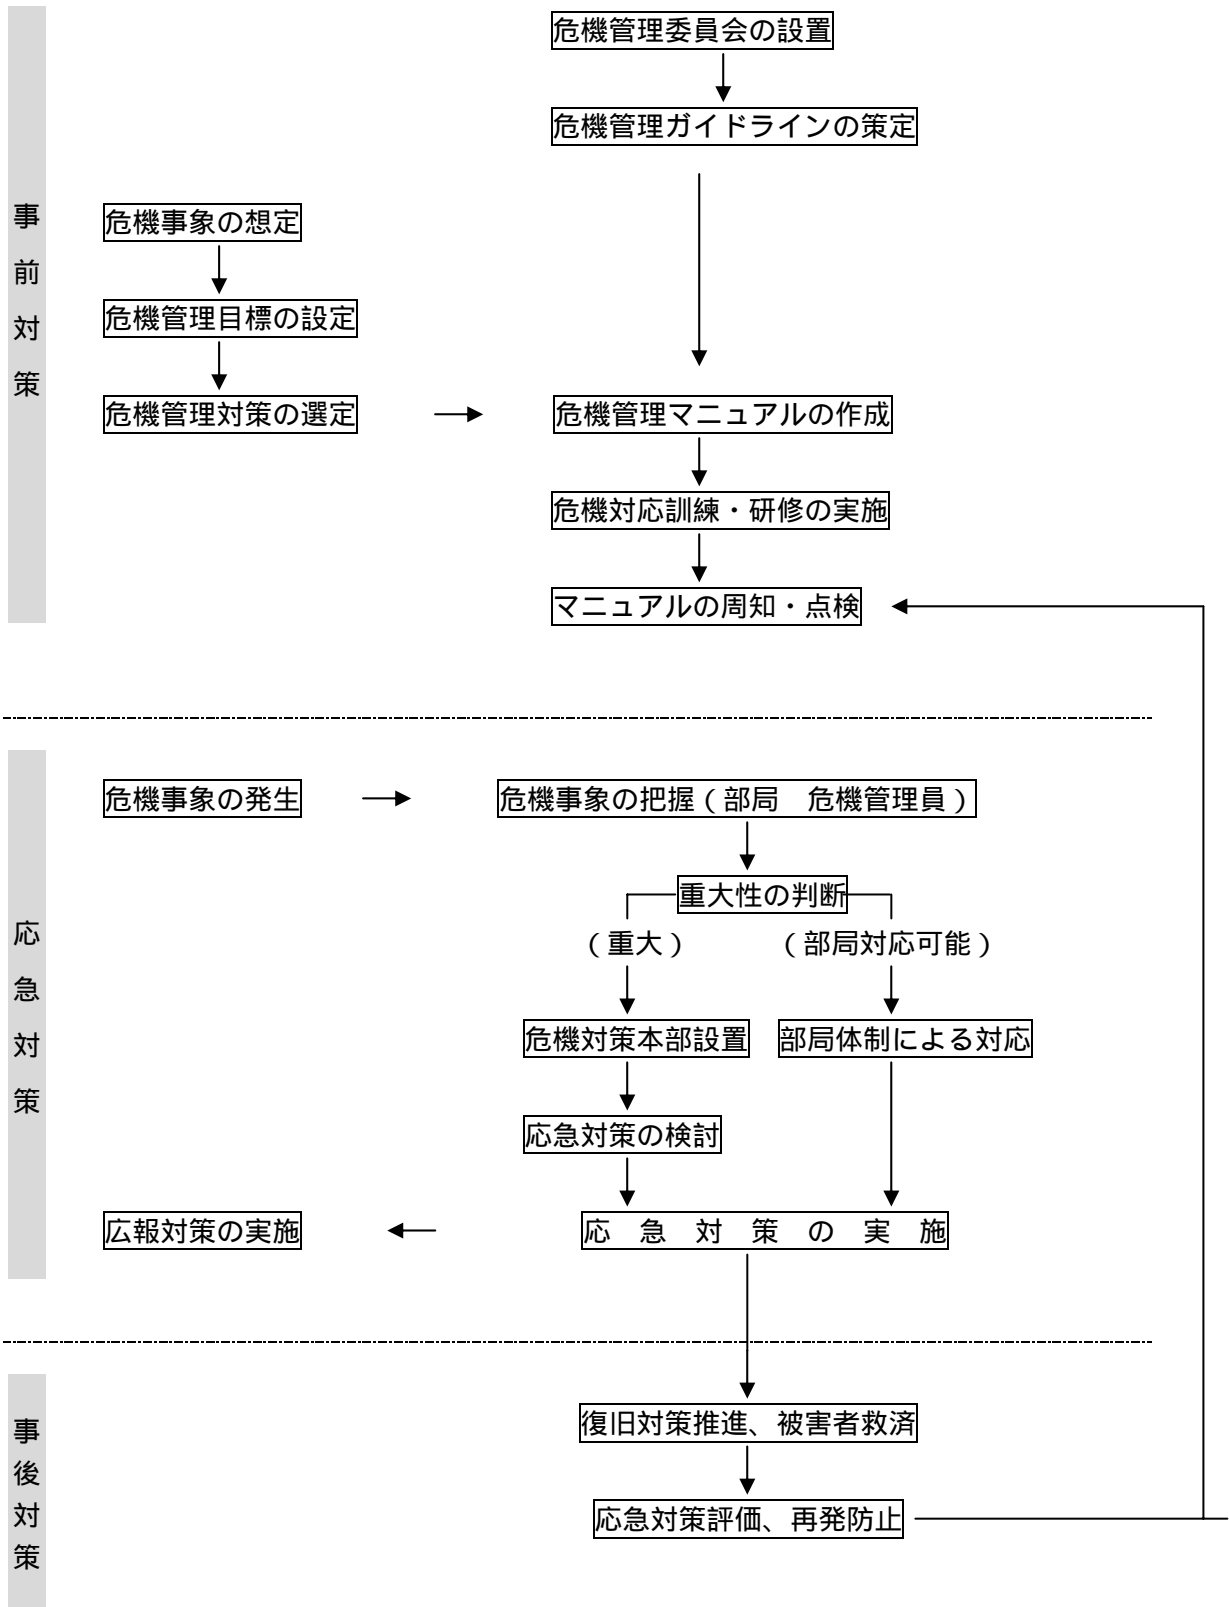 事前対策
危機管理委員会の設置
危機管理ガイドラインの策定
危機事象の想定
危機管理目標の設定
危機管理対策の選定
危機管理マニュアルの作成
危機対応訓練・研修の実施
マニュアルの周知・点検
応急対策
危機事象の発生
危機事象の把握(部局　危機管理員)
重大性の判断
(重大)
(部局対応可能)
危機対策本部設置
部局体制による対応
応急対策の検討
広報対策の実施
応　急　対　策　の　実　施
事後対策
復旧対策推進、被害者救済
応急対策評価、再発防止